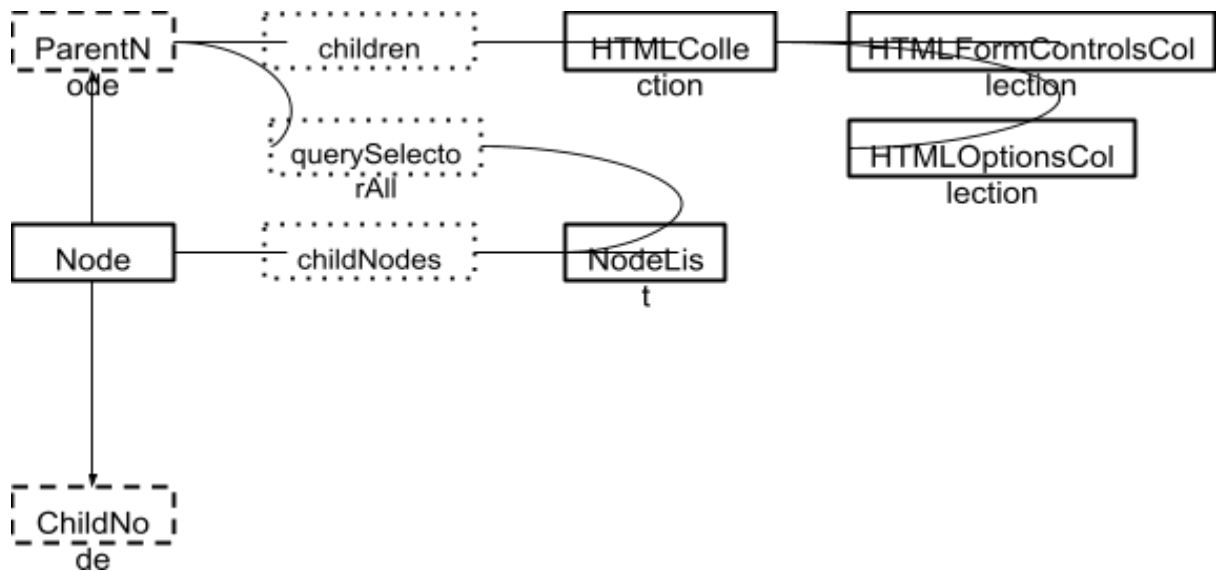 ParentN
ode
children
HTMLColle
ction
HTMLFormControlsCol
lection
querySelecto
rAll
HTMLOptionsCol
lection
Node
childNodes
NodeLis
t
ChildNo
de